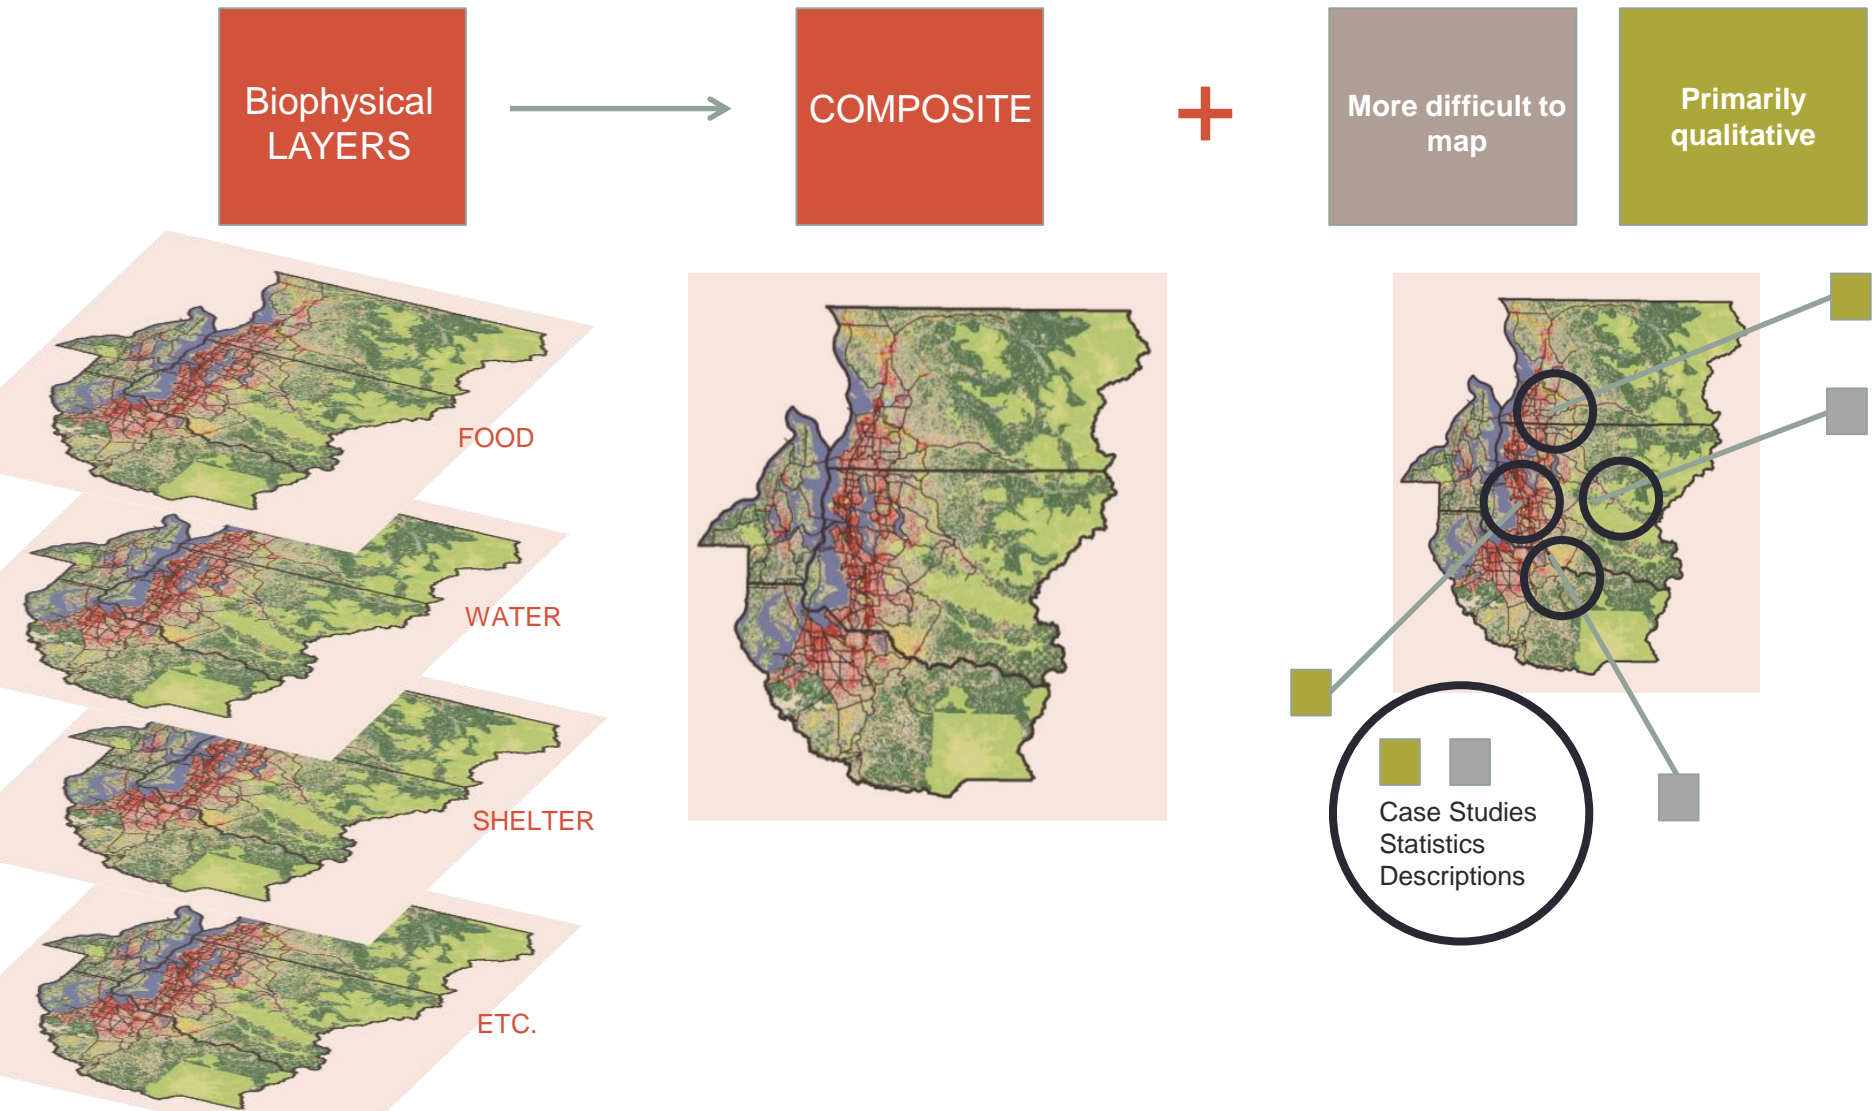 Biophysical
LAYERS
COMPOSITE
+
More difficult to
map
Primarily
qualitative
FOOD
WATER
SHELTER
ETC.
Case Studies
Statistics
Descriptions